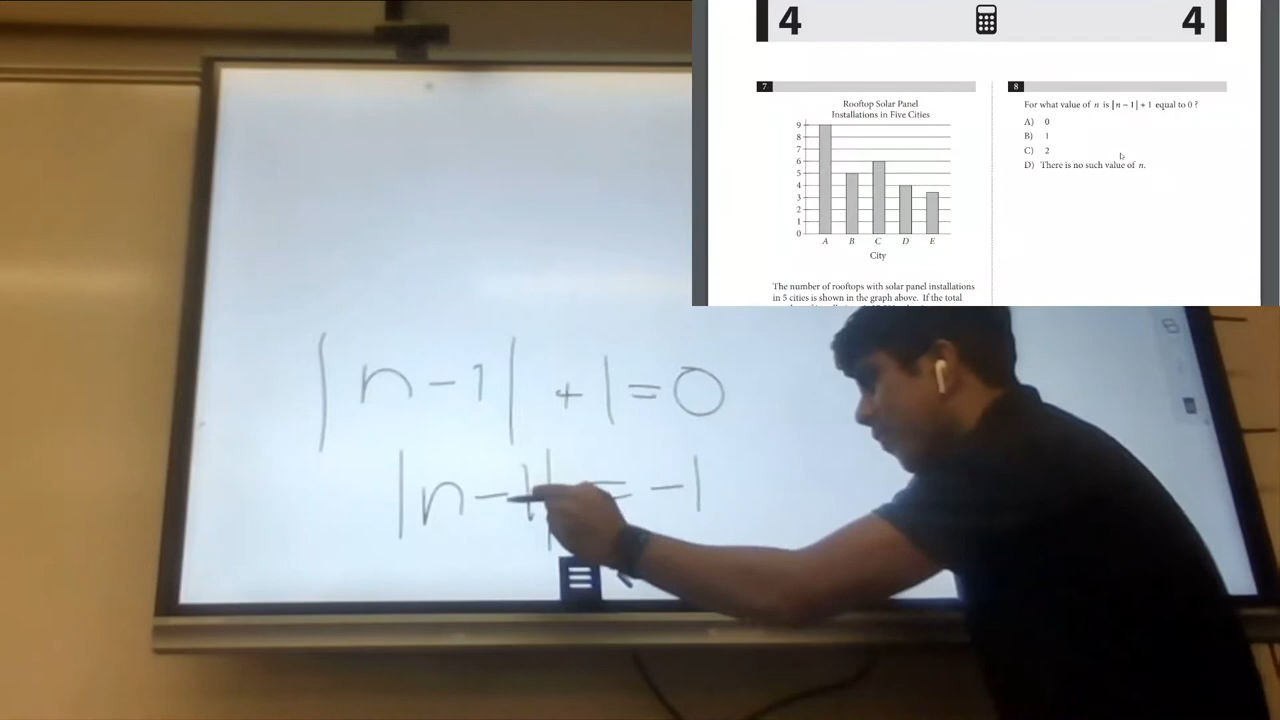 4 4
7
Rooftop Solar Panel
Installations in Five Cities
9
8
7
6
5
4
3
2
1
0
A B C D E
City
The number of rooftops with solar panel installations
in 5 cities is shown in the graph above. If the total
8
For what value of n is |n − 1| + 1 equal to 0 ?
A) 0
B) 1
C) 2
D) There is no such value of n.
|n-1| +1=0
|n-1| = -1